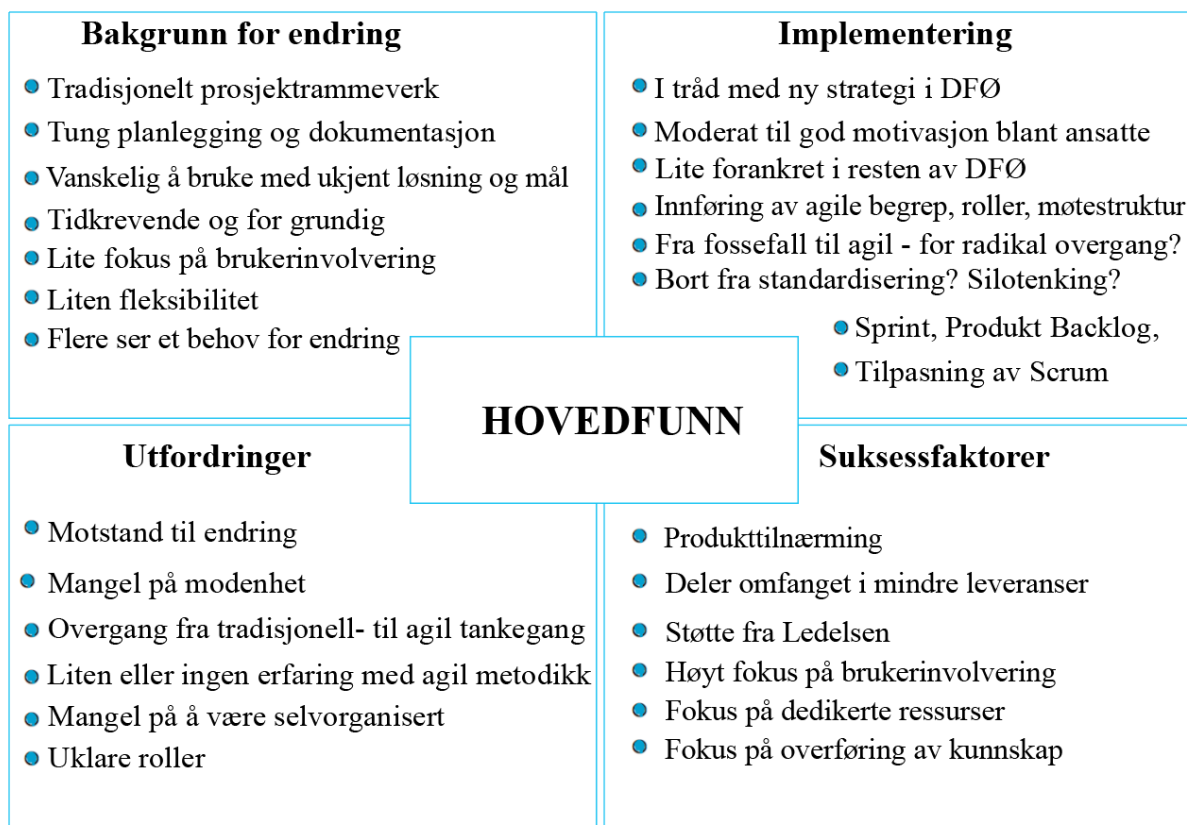 Bakgrunn for endring
Tradisjonelt prosjektrammeverk
Tung planlegging og dokumentasjon
Vanskelig å bruke med ukjent løsning og mål
Tidkrevende og for grundig
Lite fokus på brukerinvolvering
Liten fleksibilitet
Flere ser et behov for endring
Implementering
I tråd med ny strategi i DFØ
Moderat til god motivasjon blant ansatte
Lite forankret i resten av DFØ
Innføring av agile begrep, roller, møtestruktur
Fra fossefall til agil - for radikal overgang?
Bort fra standardisering? Silotenking?
Sprint, Produkt Backlog,
Tilpasning av Scrum
HOVEDFUNN
Utfordringer
Motstand til endring
Mangel på modenhet
Overgang fra tradisjonell- til agil tankegang
Liten eller ingen erfaring med agil metodikk
Mangel på å være selvorganisert
Uklare roller
Suksessfaktorer
Produkttilnærming
Deler omfanget i mindre leveranser
Støtte fra Ledelsen
Høyt fokus på brukerinvolvering
Fokus på dedikerte ressurser
Fokus på overføring av kunnskap